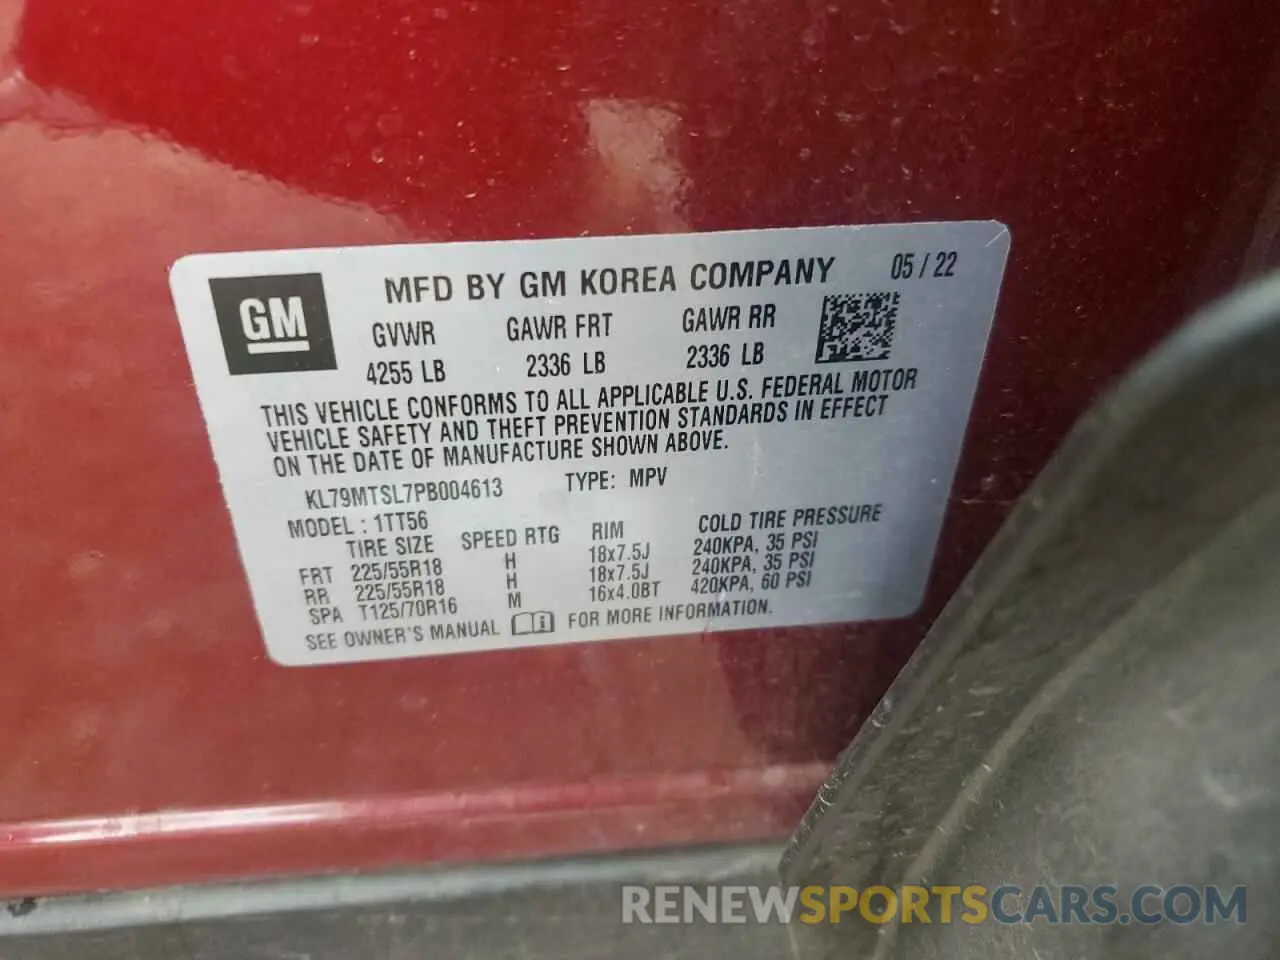 GM
MFD BY GM KOREA COMPANY 05 / 22
GVWR GAWR FRT GAWR RR
4255 LB 2336 LB 2336 LB
THIS VEHICLE CONFORMS TO ALL APPLICABLE U.S. FEDERAL MOTOR
VEHICLE SAFETY AND THEFT PREVENTION STANDARDS IN EFFECT
ON THE DATE OF MANUFACTURE SHOWN ABOVE.
KL79MTSL7PB004613 TYPE: MPV
MODEL : 1TT56
TIRE SIZE SPEED RTG RIM COLD TIRE PRESSURE
FRT 225/55R18 H 18x7.5J 240KPA, 35 PSI
RR 225/55R18 H 18x7.5J 240KPA, 35 PSI
SPA T125/70R16 M 16x4.0BT 420KPA, 60 PSI
SEE OWNER'S MANUAL i FOR MORE INFORMATION.
RENEWSPORTSCARS.COM